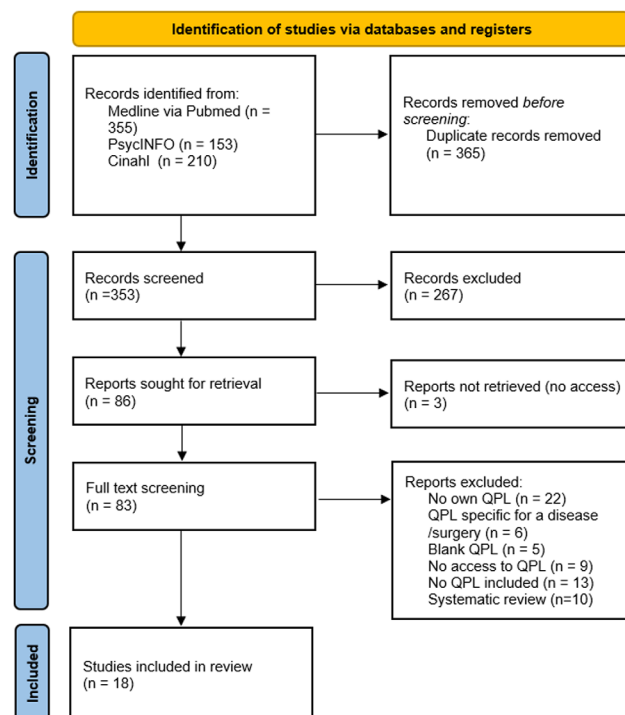 Identification of studies via databases and registers
Identification
Records identified from:
Medline via Pubmed (n =
355)
PsycINFO (n = 153)
Cinahl (n = 210)
Records removed before
screening:
Duplicate records removed
(n = 365)
Screening
Records screened
(n =353)
Records excluded
(n = 267)
Reports sought for retrieval
(n = 86)
Reports not retrieved (no access)
(n = 3)
Full text screening
(n = 83)
Reports excluded:
No own QPL (n = 22)
QPL specific for a disease
/surgery (n = 6)
Blank QPL (n = 5)
No access to QPL (n = 9)
No QPL included (n = 13)
Systematic review (n=10)
Included
Studies included in review
(n = 18)